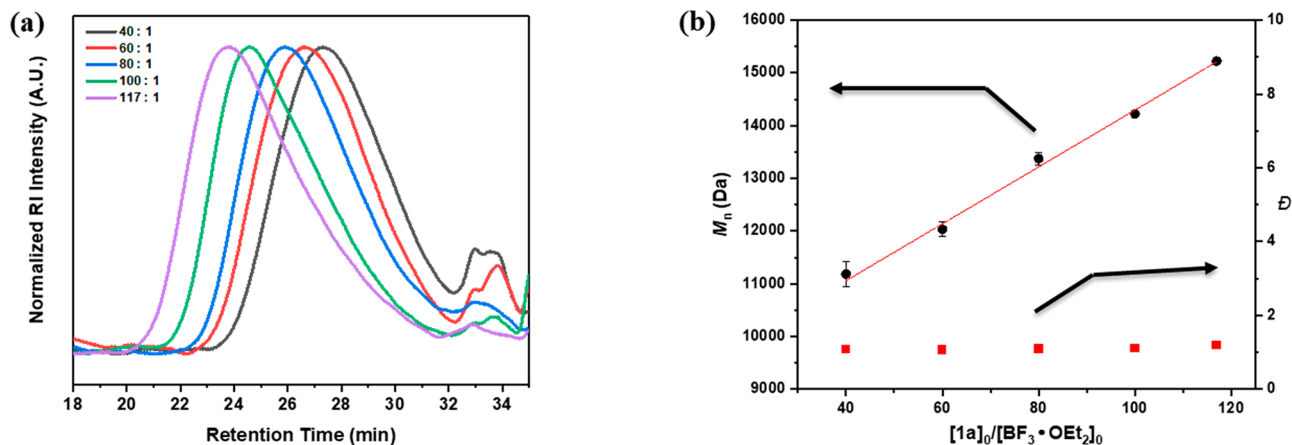 (a)
40 : 1
60 : 1
80 : 1
100 : 1
117 : 1
Normalized RI Intensity (A.U.)
18 20 22 24 26 28 30 32 34
Retention Time (min)
(b)
16000
15000
14000
13000
12000
11000
10000
9000
Mn (Da)
10
8
6
4
2
0
Đ
40 60 80 100 120
[1a]0/[BF3•OEt2]0